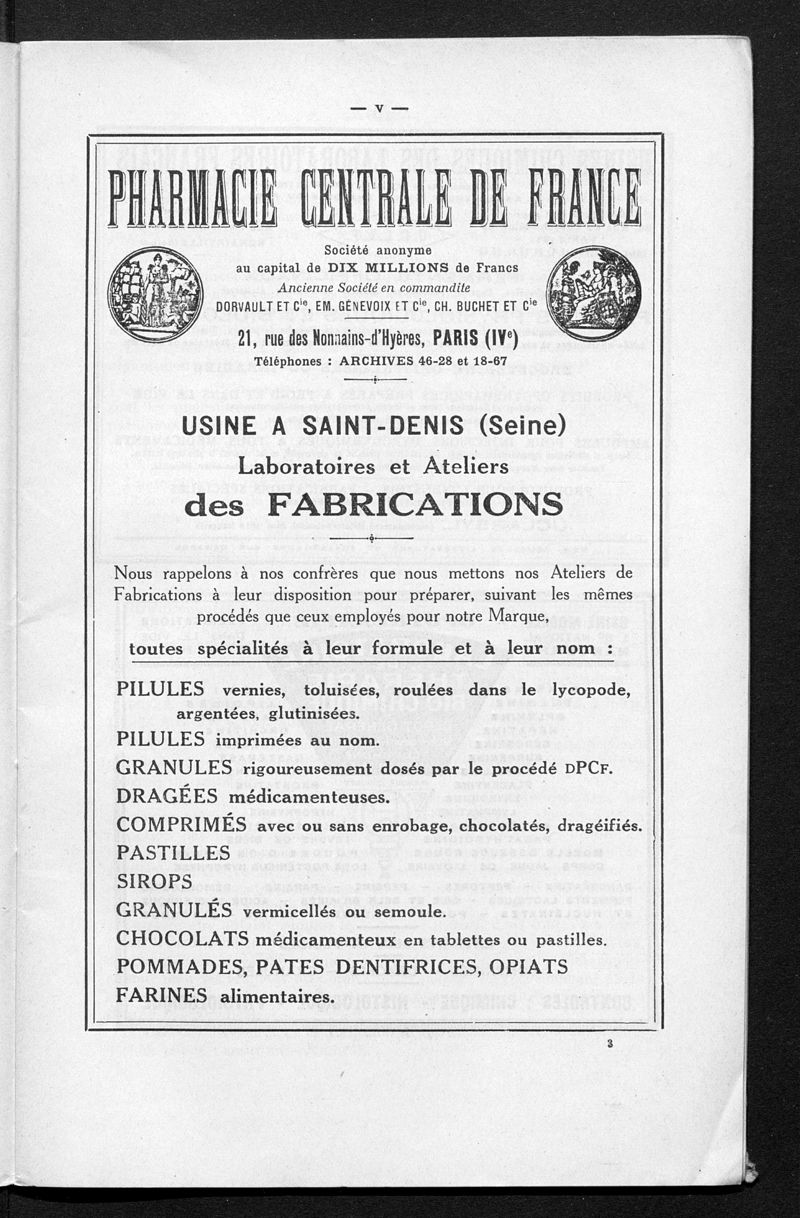 — V —
PHARMACIE CENTRALE DE FRANCE
Société anonyme
au capital de DIX MILLIONS de Francs
Ancienne Société en commandite
DORVAULT ET Cie, EM. GÉNEVOIX ET Cie, CH. BUCHET ET Cie
21, rue des Nonnains-d'Hyères, PARIS (IVe)
Téléphones : ARCHIVES 46-28 et 18-67
USINE A SAINT-DENIS (Seine)
Laboratoires et Ateliers
des FABRICATIONS
Nous rappelons à nos confrères que nous mettons nos Ateliers de
Fabrications à leur disposition pour préparer, suivant les mêmes
procédés que ceux employés pour notre Marque,
toutes spécialités à leur formule et à leur nom :
PILULES vernies, toluisées, roulées dans le lycopode,
argentées, glutinisées.
PILULES imprimées au nom.
GRANULES rigoureusement dosés par le procédé DPCF.
DRAGÉES médicamenteuses.
COMPRIMÉS avec ou sans enrobage, chocolatés, dragéifiés.
PASTILLES
SIROPS
GRANULÉS vermicellés ou semoule.
CHOCOLATS médicamenteux en tablettes ou pastilles.
POMMADES, PATES DENTIFRICES, OPIATS
FARINES alimentaires.
3